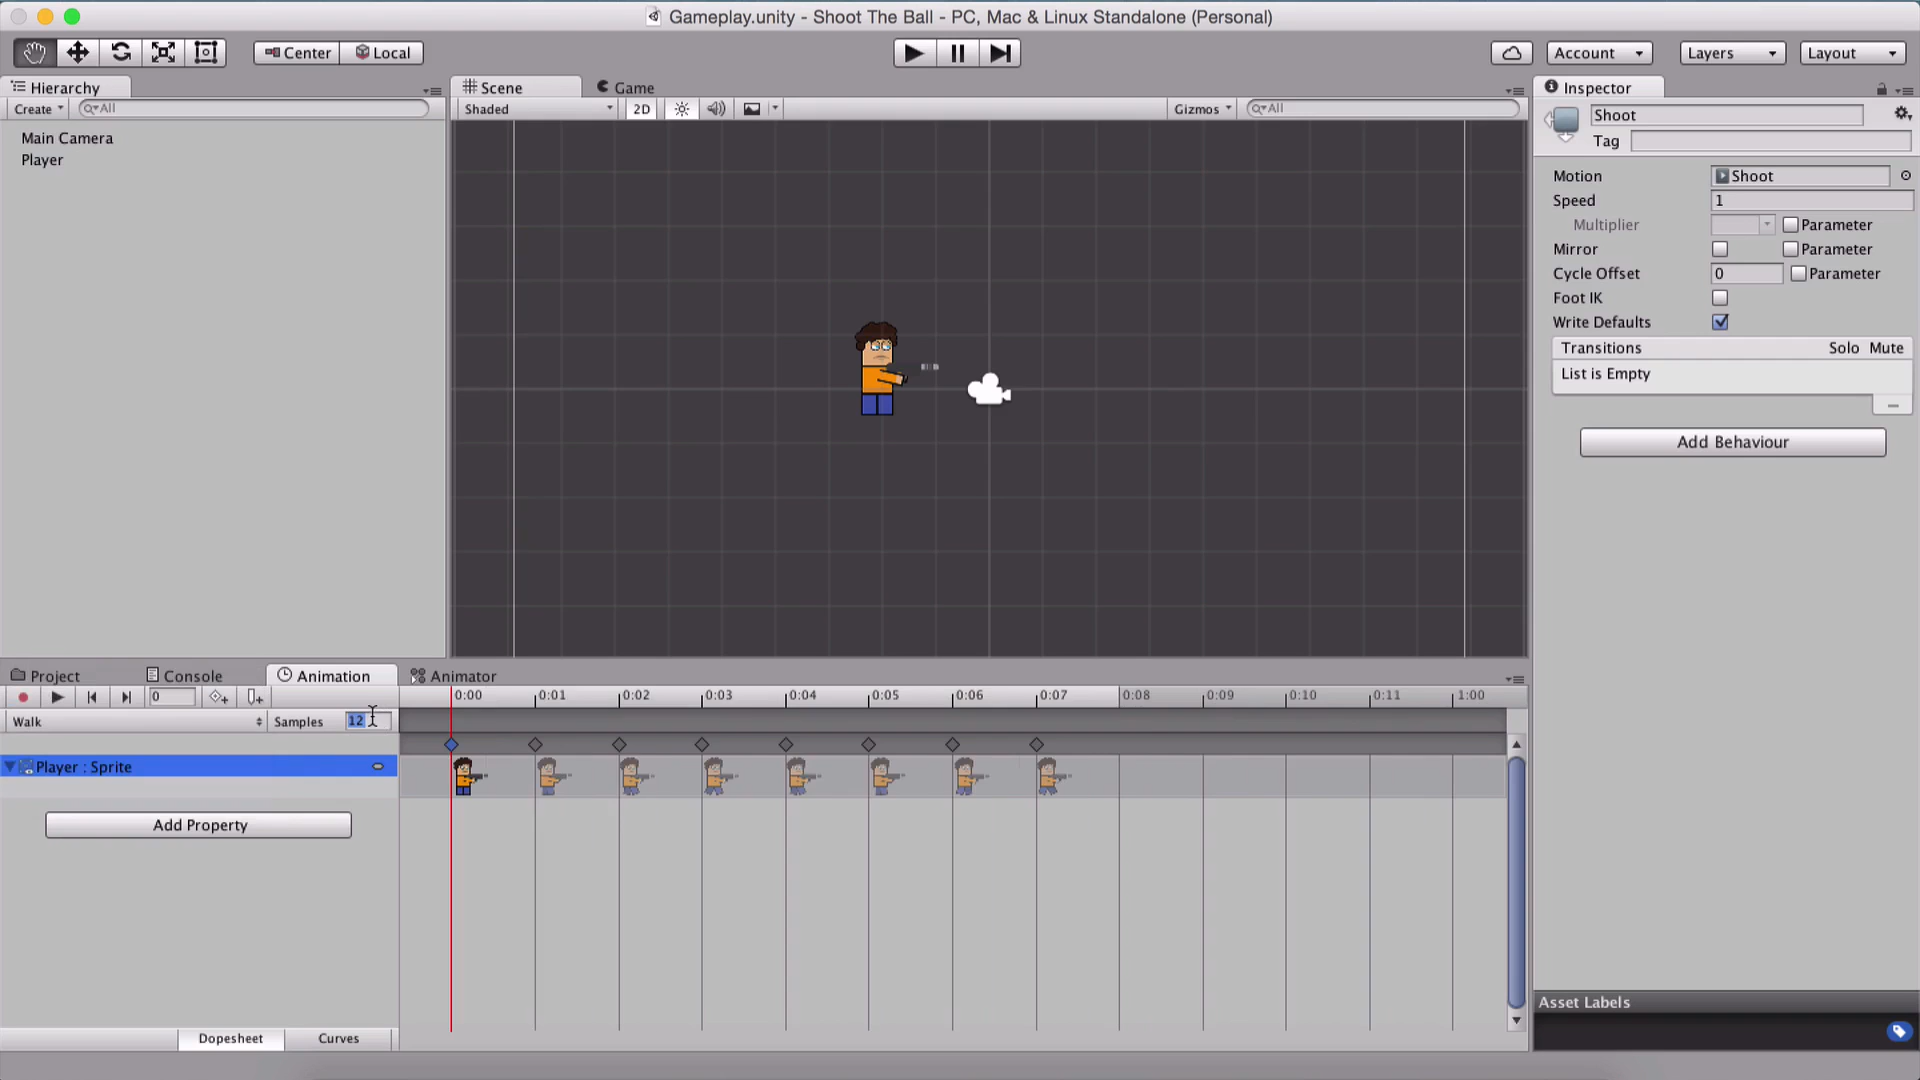 Gameplay.unity - Shoot The Ball - PC, Mac & Linux Standalone (Personal)
Center Local Account Layers Layout
Hierarchy
Create All
Main Camera
Player
Scene Game
Shaded 2D Gizmos All
Inspector
Shoot
Tag
Motion Shoot
Speed 1
Multiplier Parameter
Mirror Parameter
Cycle Offset 0 Parameter
Foot IK
Write Defaults
Transitions Solo Mute
List is Empty
Add Behaviour
Project Console Animation Animator
0 0:00 0:01 0:02 0:03 0:04 0:05 0:06 0:07 0:08 0:09 0:10 0:11 1:00
Walk Samples 12
Player : Sprite
Add Property
Dopesheet Curves
Asset Labels